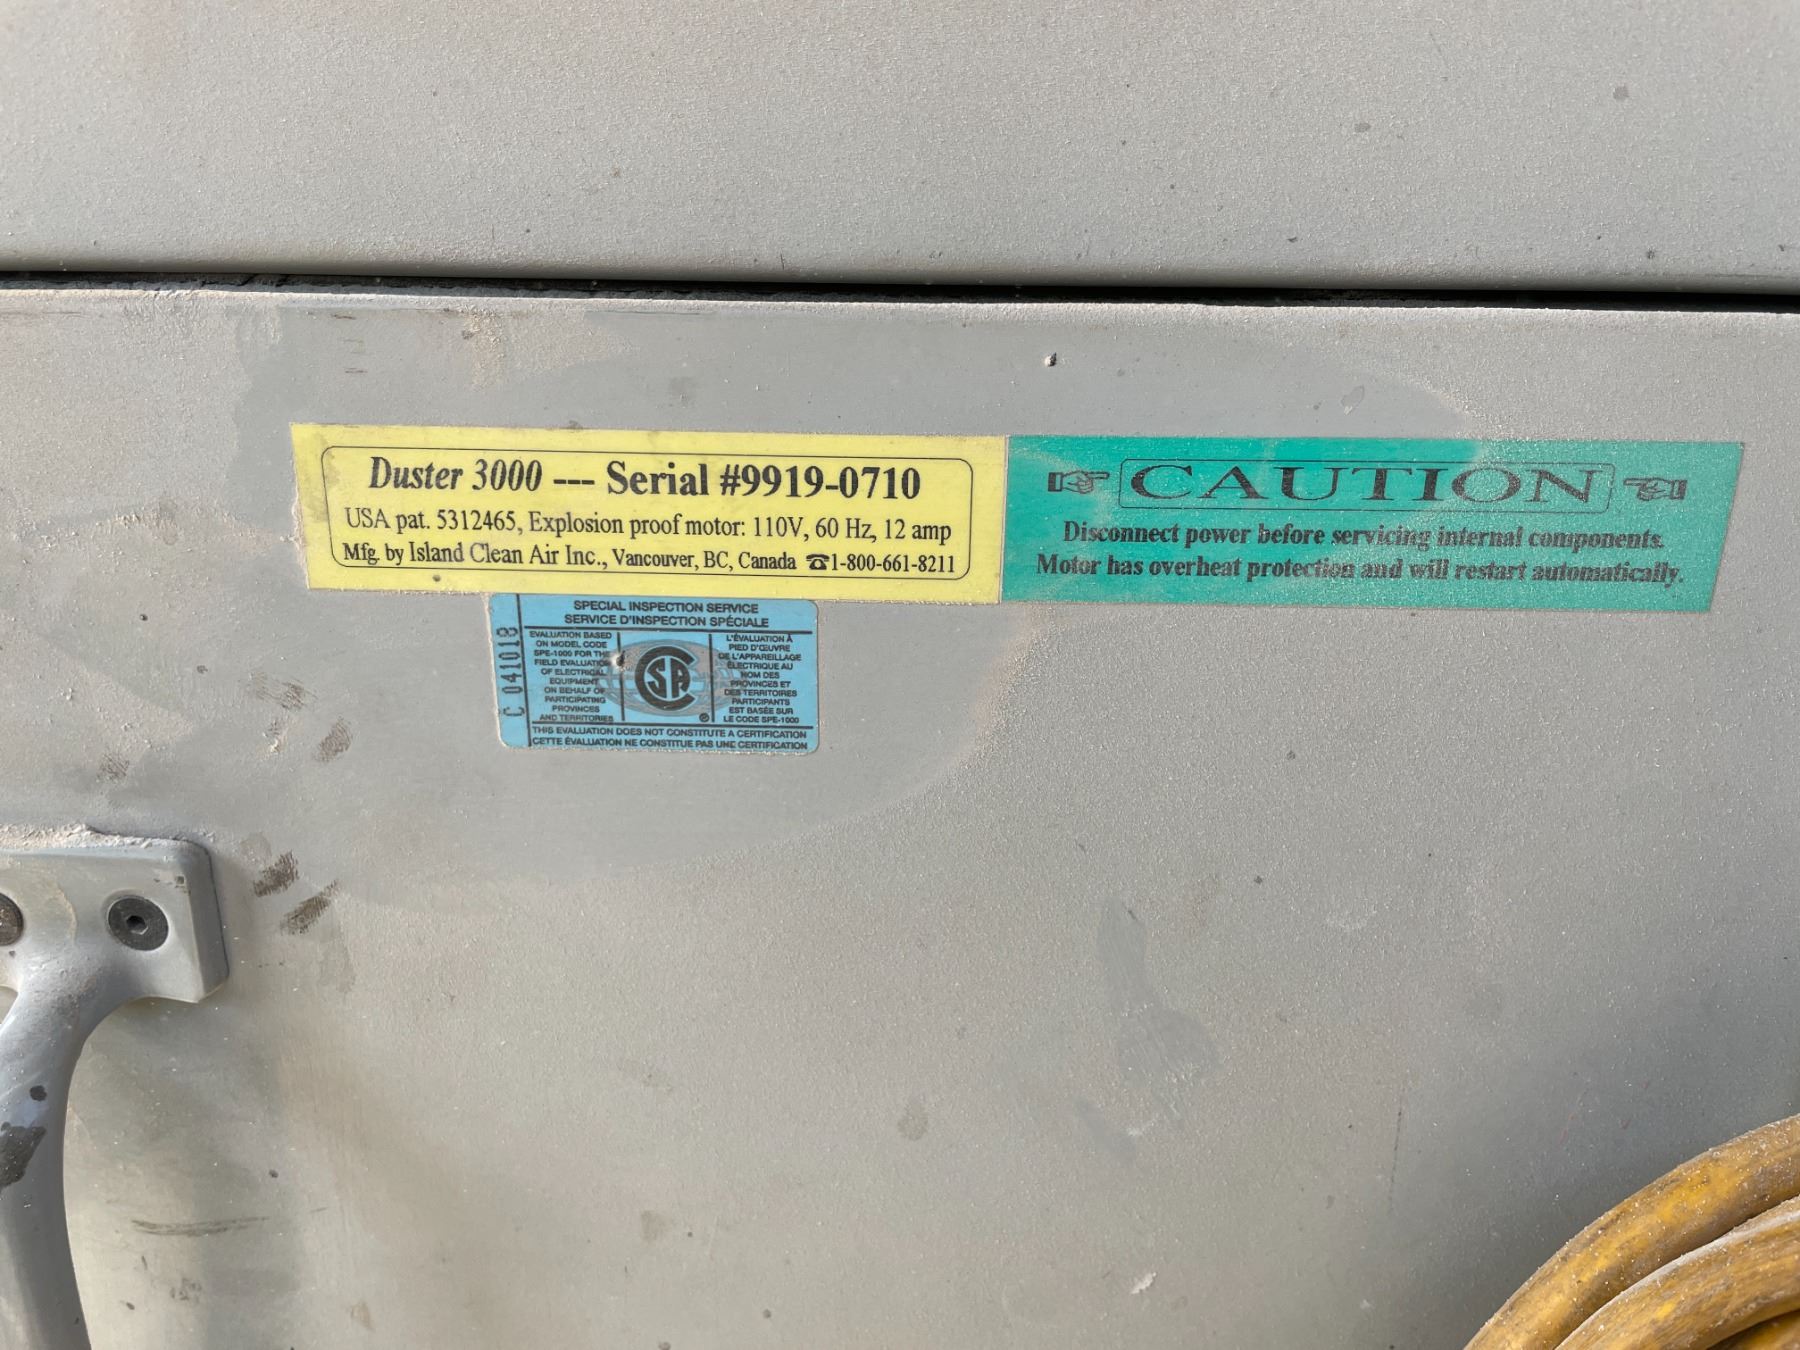 Duster 3000 --- Serial #9919-0710
USA pat. 5312465, Explosion proof motor: 110V, 60 Hz, 12 amp
Mfg. by Island Clean Air Inc., Vancouver, BC, Canada ☎1-800-661-8211
CAUTION
Disconnect power before servicing internal components.
Motor has overheat protection and will restart automatically.
SPECIAL INSPECTION SERVICE
SERVICE D'INSPECTION SPÉCIALE
C 041018
EVALUATION BASED
ON MODEL CODE
SPE-1000 FOR THE
FIELD EVALUATION
OF ELECTRICAL
EQUIPMENT
ON BEHALF OF
PARTICIPATING
PROVINCES
AND TERRITORIES
CSA
®
L'ÉVALUATION À
PIED D'ŒUVRE
DE L'APPAREILLAGE
ÉLECTRIQUE AU
NOM DES
PROVINCES ET
DES TERRITOIRES
PARTICIPANTS
EST BASÉE SUR
LE CODE SPE-1000
THIS EVALUATION DOES NOT CONSTITUTE A CERTIFICATION
CETTE ÉVALUATION NE CONSTITUE PAS UNE CERTIFICATION